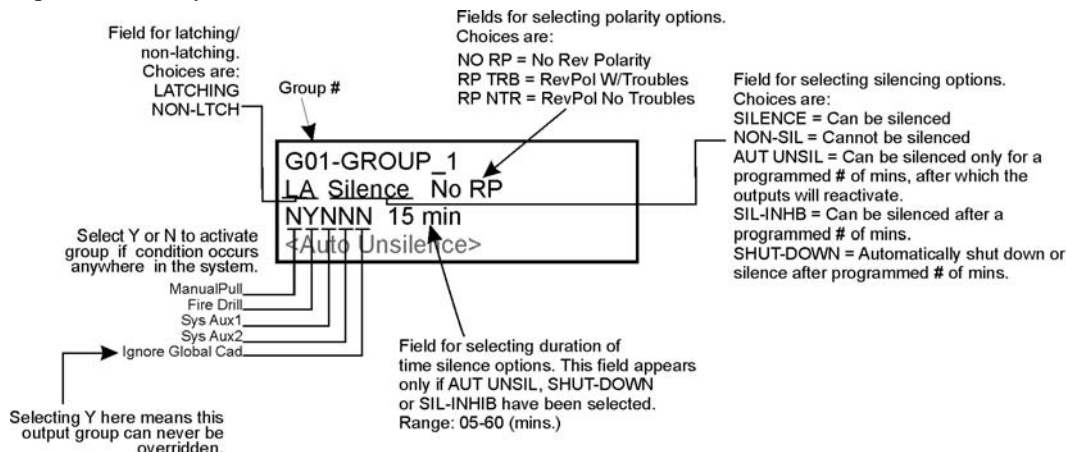 Field for latching/
non-latching.
Choices are:
LATCHING
NON-LTCH
Group #
Fields for selecting polarity options.
Choices are:
NO RP = No Rev Polarity
RP TRB = RevPol W/Troubles
RP NTR = RevPol No Troubles
Field for selecting silencing options.
Choices are:
SILENCE = Can be silenced
NON-SIL = Cannot be silenced
AUT UNSIL = Can be silenced only for a
programmed # of mins, after which the
outputs will reactivate.
SIL-INHB = Can be silenced after a
programmed # of mins.
SHUT-DOWN = Automatically shut down or
silence after programmed # of mins.
G01-GROUP_1
LA Silence No RP
NYNNN 15 min
<Auto Unsilence>
Select Y or N to activate
group if condition occurs
anywhere in the system.
ManualPull
Fire Drill
Sys Aux1
Sys Aux2
Ignore Global Cad
Selecting Y here means this
output group can never be
overridden.
Field for selecting duration of
time silence options. This field appears
only if AUT UNSIL, SHUT-DOWN
or SIL-INHIB have been selected.
Range: 05-60 (mins.)